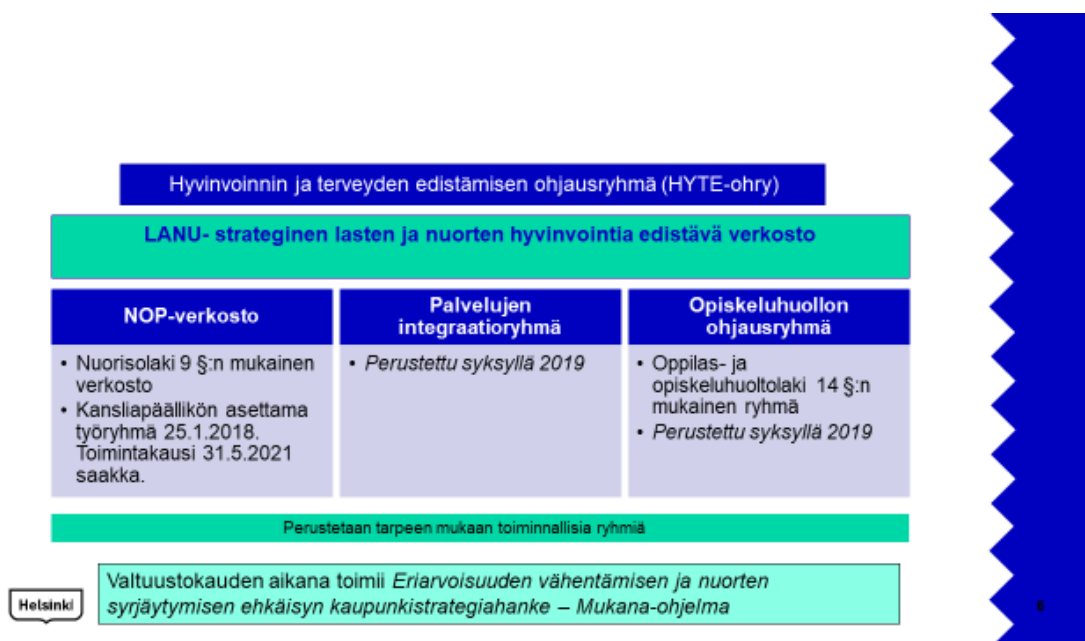 Hyvinvoinnin ja terveyden edistämisen ohjausryhmä (HYTE-ohry)
LANU- strateginen lasten ja nuorten hyvinvointia edistävä verkosto
NOP-verkosto
• Nuorisolaki 9 §:n mukainen
verkosto
• Kansliapäällikön asettama
työryhmä 25.1.2018.
Toimintakausi 31.5.2021
saakka.
Palvelujen
integraatioryhmä
• Perustettu syksyllä 2019
Opiskeluhuollon
ohjausryhmä
• Oppilas- ja
opiskeluhuoltolaki 14 §:n
mukainen ryhmä
• Perustettu syksyllä 2019
Perustetaan tarpeen mukaan toiminnallisia ryhmiä
Valtuustokauden aikana toimii Eriarvoisuuden vähentämisen ja nuorten
syrjäytymisen ehkäisyn kaupunkistrategiahanke – Mukana-ohjelma
Helsinki
6